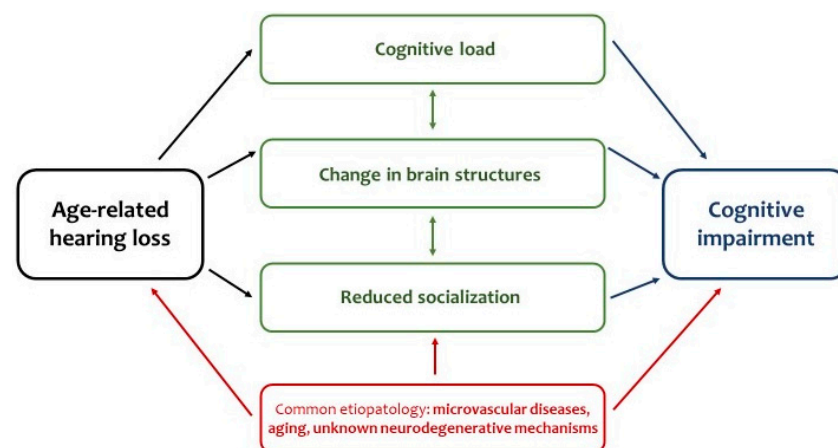 Cognitive load
Change in brain structures
Age-related
hearing loss
Cognitive
impairment
Reduced socialization
Common etiopatology: microvascular diseases,
aging, unknown neurodegenerative mechanisms